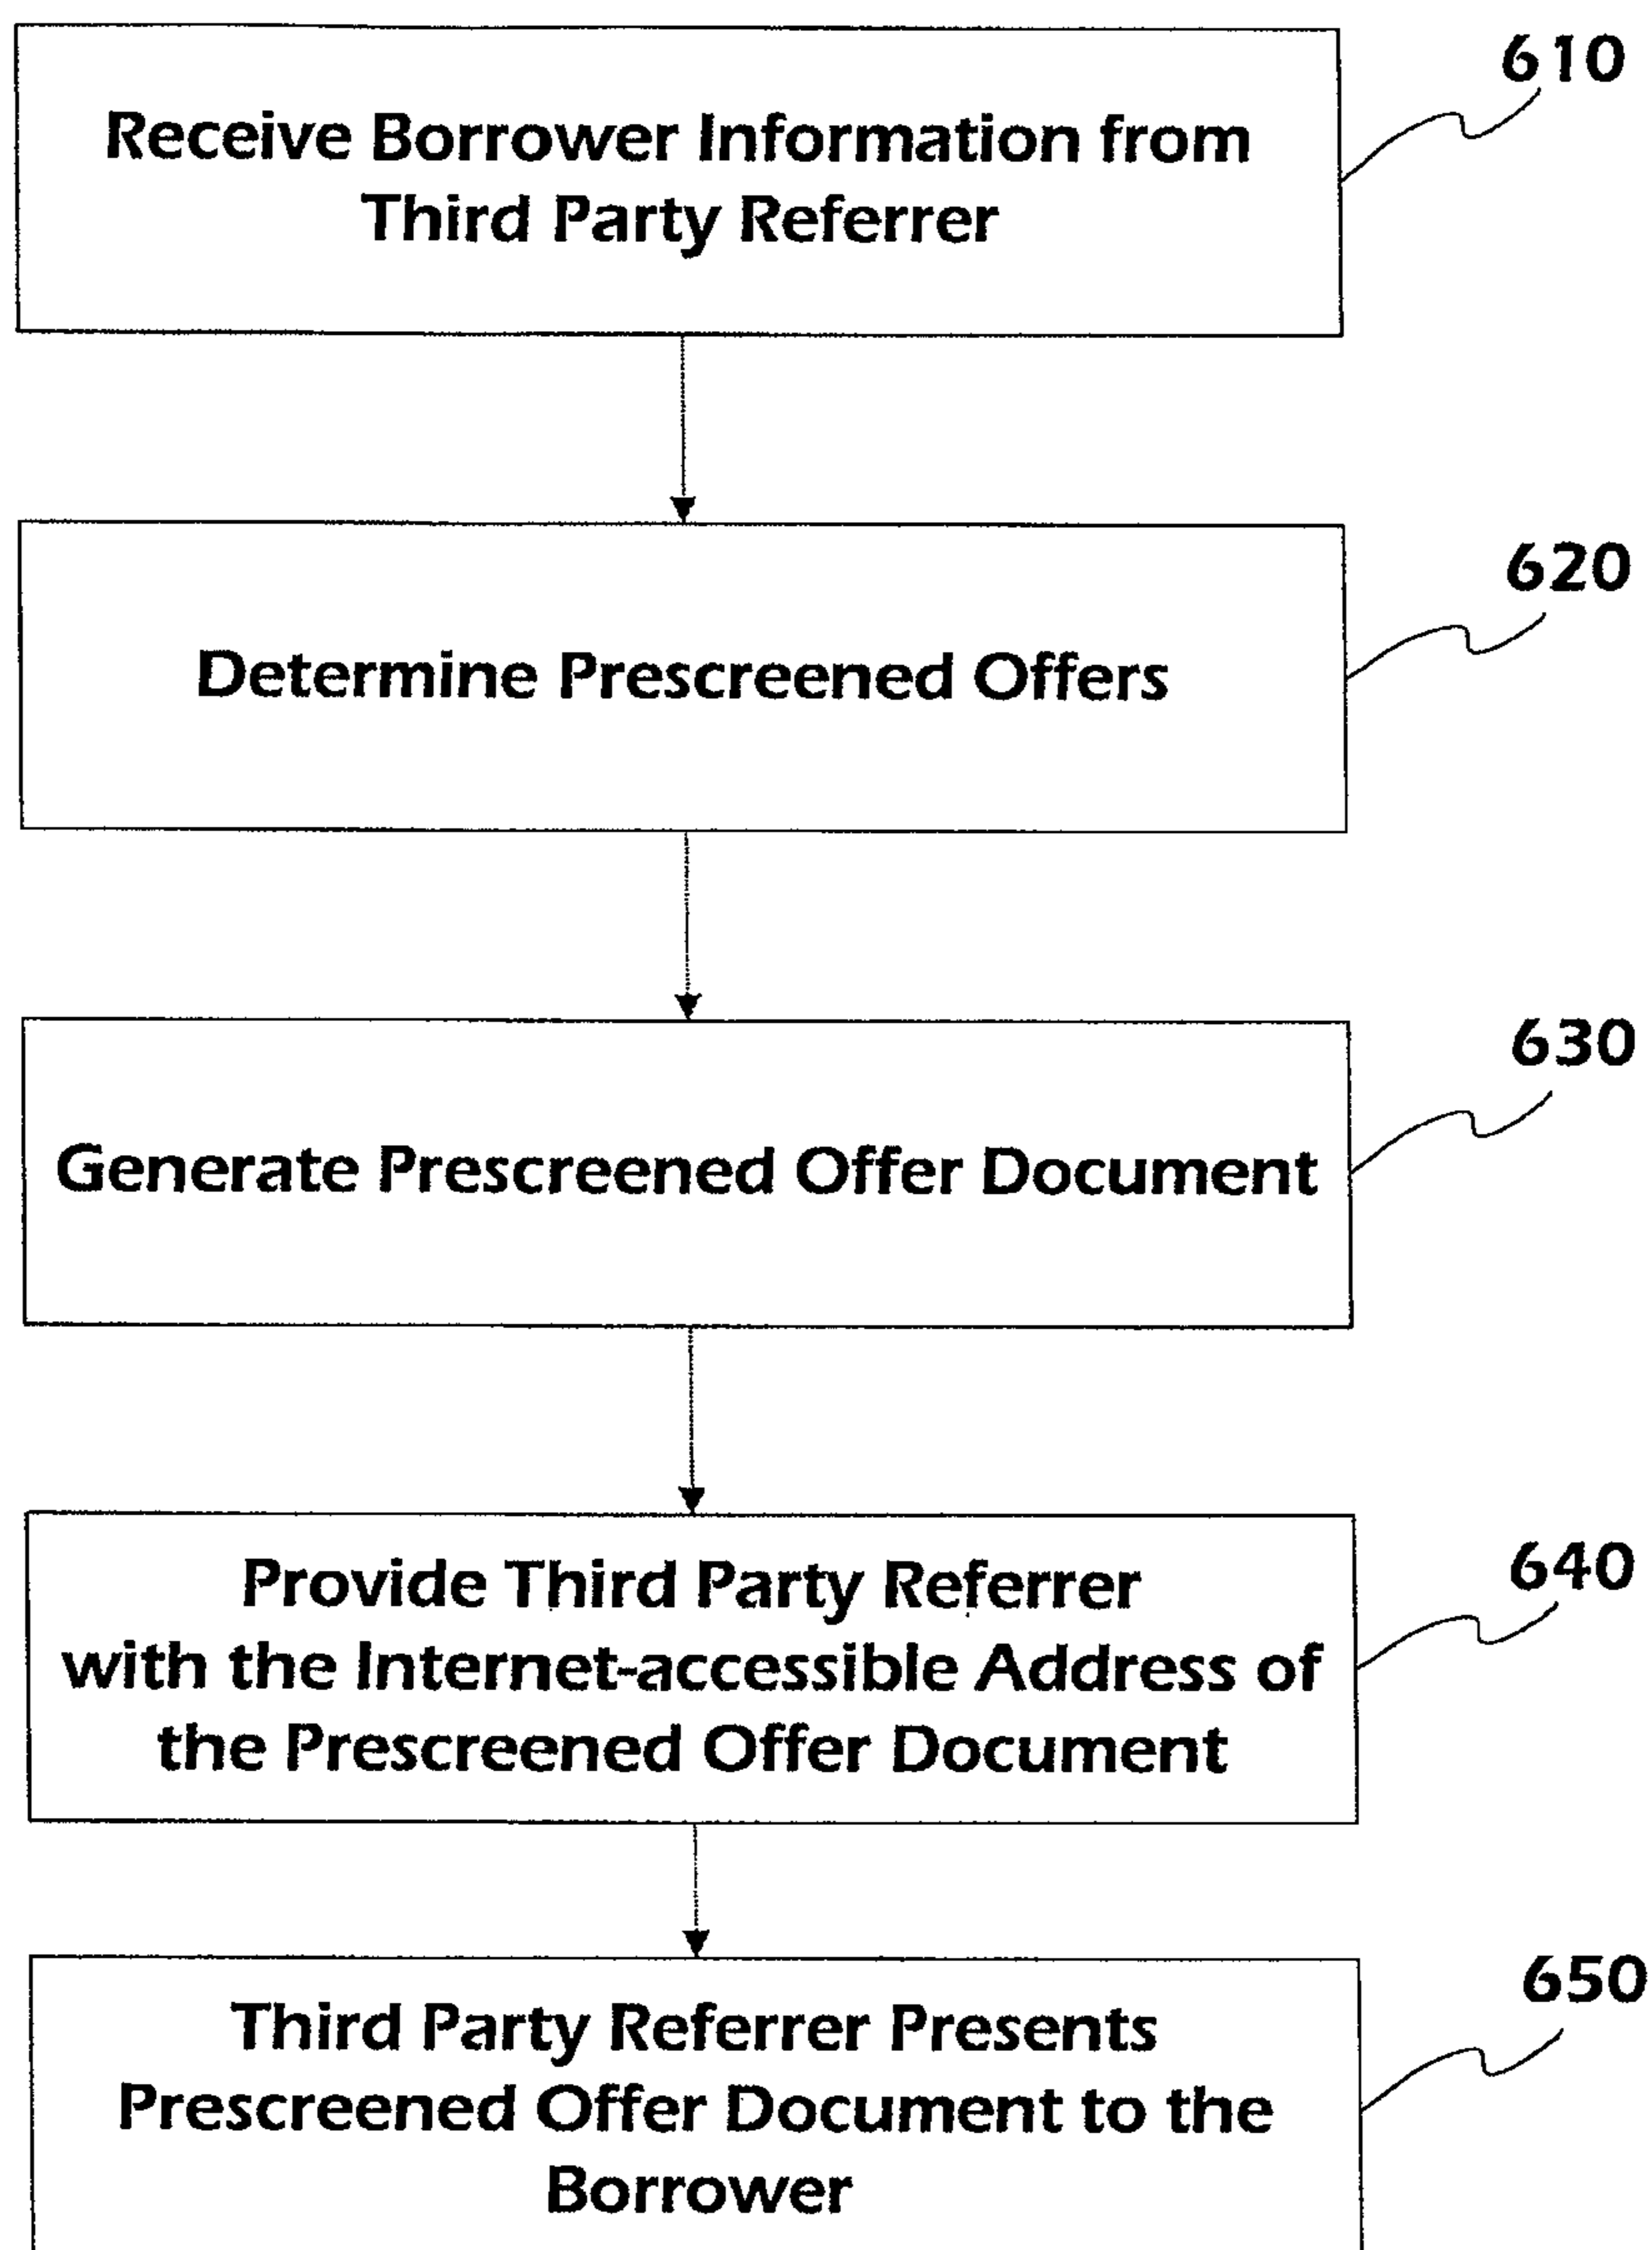 610
Receive Borrower Information from
Third Party Referrer
620
Determine Prescreened Offers
630
Generate Prescreened Offer Document
640
Provide Third Party Referrer
with the Internet-accessible Address of
the Prescreened Offer Document
650
Third Party Referrer Presents
Prescreened Offer Document to the
Borrower